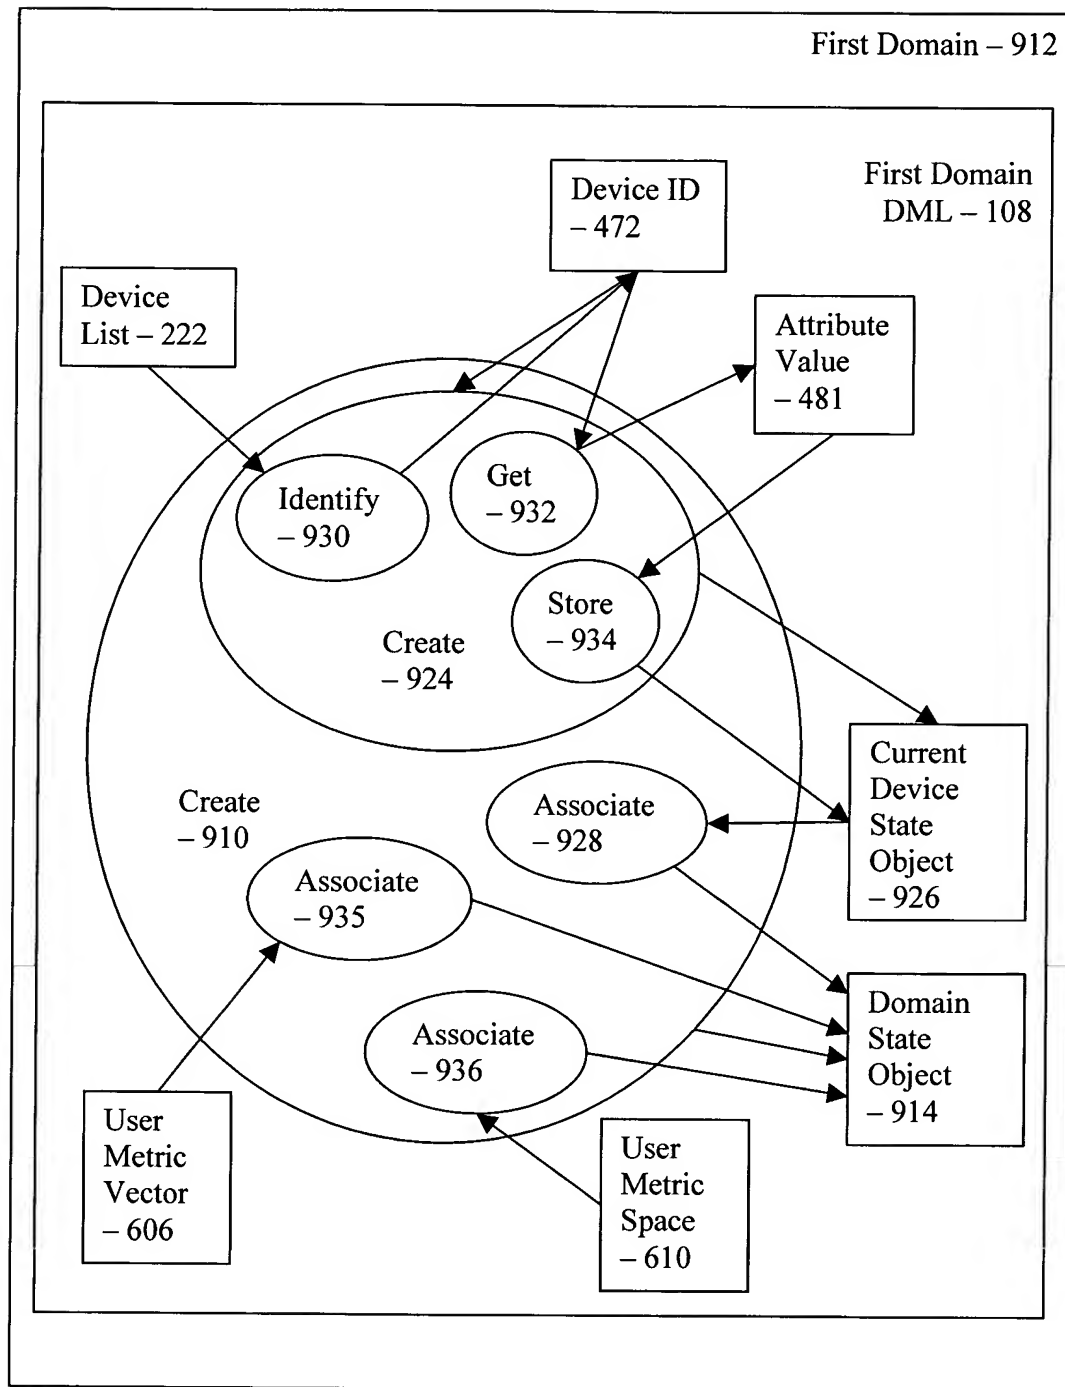 First Domain – 912
First Domain
DML – 108
Device ID
– 472
Device
List – 222
Attribute
Value
– 481
Identify
– 930
Get
– 932
Store
– 934
Create
– 924
Current
Device
State
Object
– 926
Create
– 910
Associate
– 928
Associate
– 935
Domain
State
Object
– 914
Associate
– 936
User
Metric
Vector
– 606
User
Metric
Space
– 610